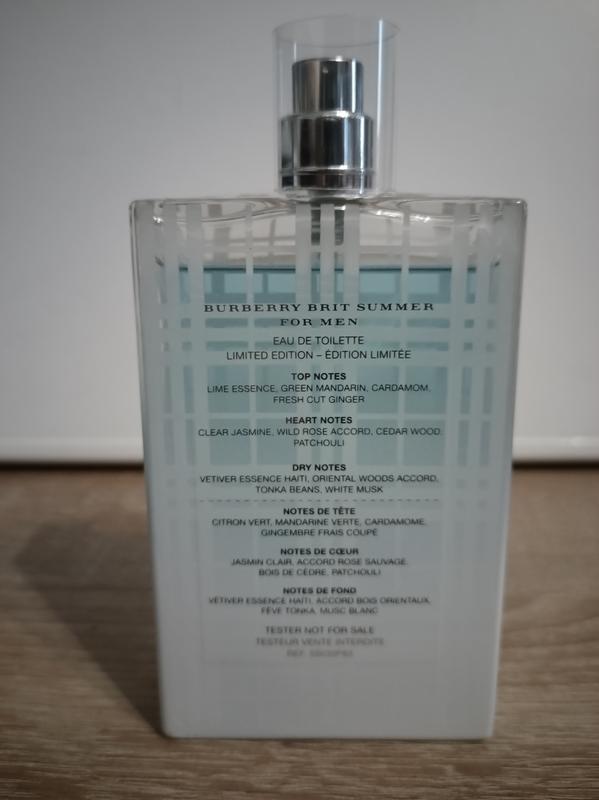 BURBERRY BRIT SUMMER
FOR MEN
EAU DE TOILETTE
LIMITED EDITION – ÉDITION LIMITÉE
TOP NOTES
LIME ESSENCE, GREEN MANDARIN, CARDAMOM,
FRESH CUT GINGER
HEART NOTES
CLEAR JASMINE, WILD ROSE ACCORD, CEDAR WOOD,
PATCHOULI
DRY NOTES
VETIVER ESSENCE HAITI, ORIENTAL WOODS ACCORD,
TONKA BEANS, WHITE MUSK
NOTES DE TÊTE
CITRON VERT, MANDARINE VERTE, CARDAMOME,
GINGEMBRE FRAIS COUPÉ
NOTES DE CŒUR
JASMIN CLAIR, ACCORD ROSE SAUVAGE,
BOIS DE CÈDRE, PATCHOULI
NOTES DE FOND
VÉTIVER ESSENCE HAÏTI, ACCORD BOIS ORIENTAUX,
FÈVE TONKA, MUSC BLANC
TESTER NOT FOR SALE
TESTEUR VENTE INTERDITE
REF.